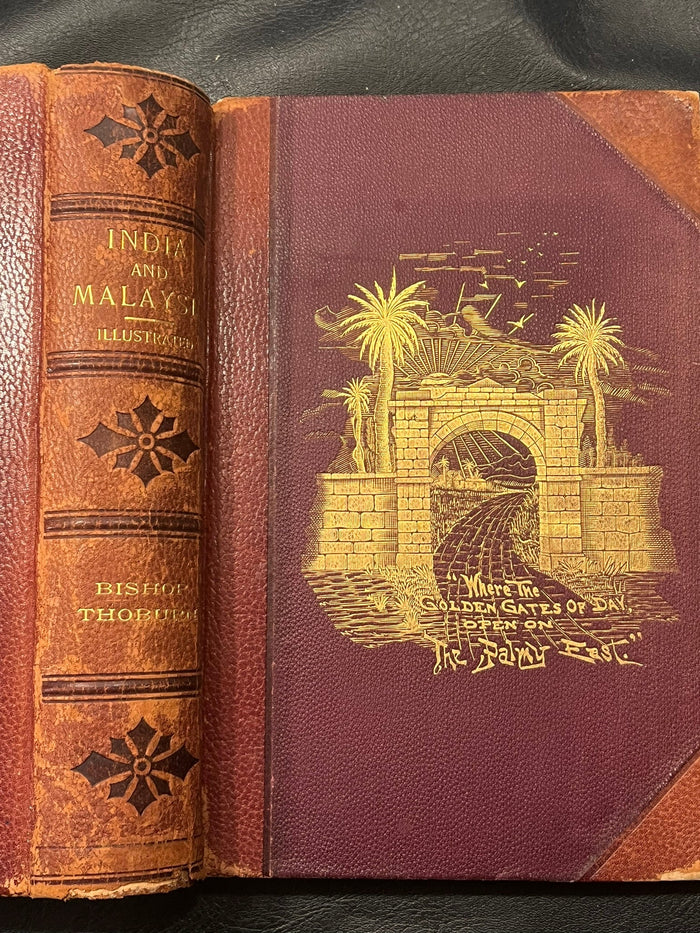 INDIA
AND
MALAYSI
ILLUSTRATED
BISHOP
THOBURN
"Where The
GOLDEN GATES OF DAY,
OPEN ON
The Palmy East."